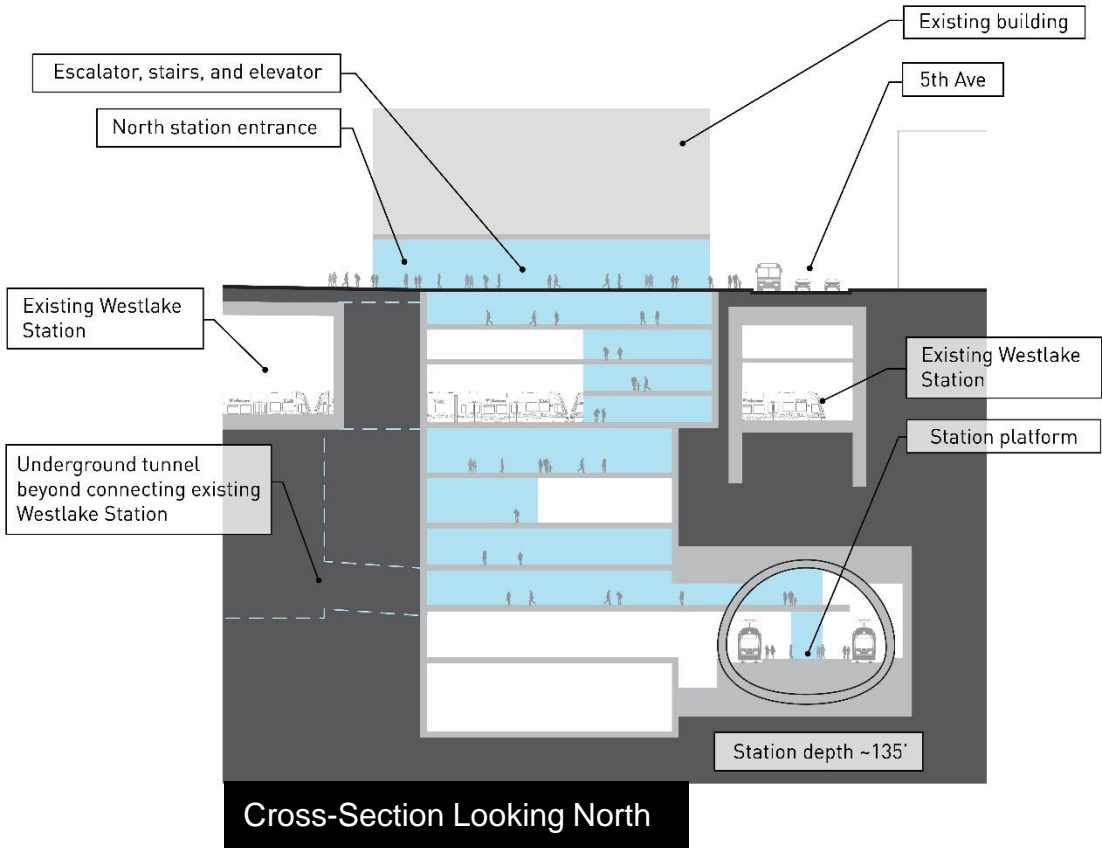 Existing building
Escalator, stairs, and elevator
5th Ave
North station entrance
Existing Westlake
Station
Existing Westlake
Station
Station platform
Underground tunnel
beyond connecting existing
Westlake Station
Station depth ~135’
Cross-Section Looking North